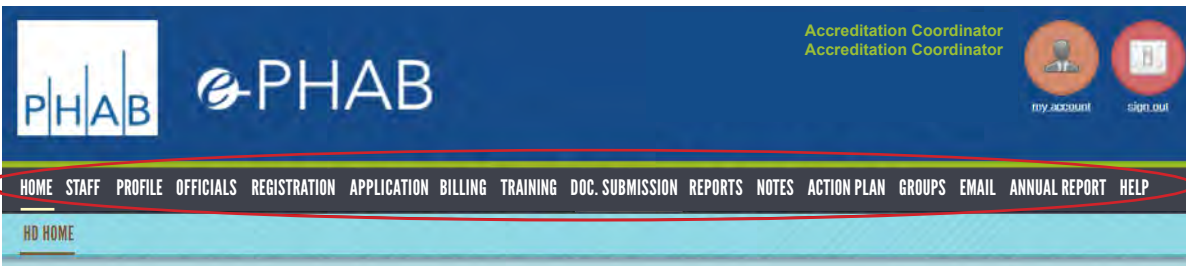 Accreditation Coordinator
Accreditation Coordinator
PHAB
e-PHAB
my account
sign out
HOME STAFF PROFILE OFFICIALS REGISTRATION APPLICATION BILLING TRAINING DOC. SUBMISSION REPORTS NOTES ACTION PLAN GROUPS EMAIL ANNUAL REPORT HELP
HD HOME